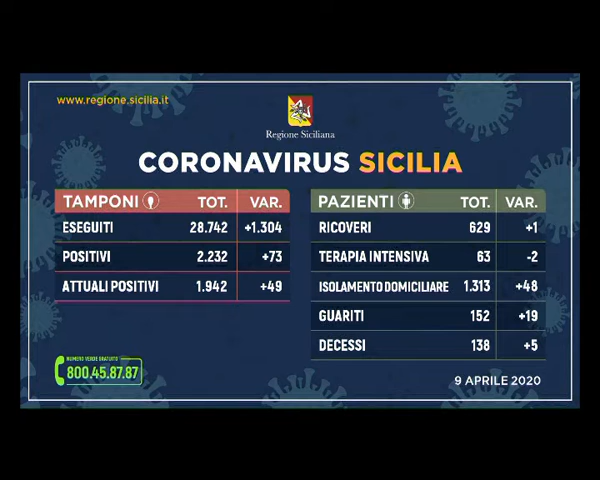 www.regione.sicilia.it
Regione Siciliana
CORONAVIRUS SICILIA
TAMPONI TOT. VAR.
ESEGUITI 28.742 +1.304
POSITIVI 2.232 +73
ATTUALI POSITIVI 1.942 +49
PAZIENTI TOT. VAR.
RICOVERI 629 +1
TERAPIA INTENSIVA 63 -2
ISOLAMENTO DOMICILIARE 1.313 +48
GUARITI 152 +19
DECESSI 138 +5
NUMERO VERDE GRATUITO
800.45.87.87
9 APRILE 2020